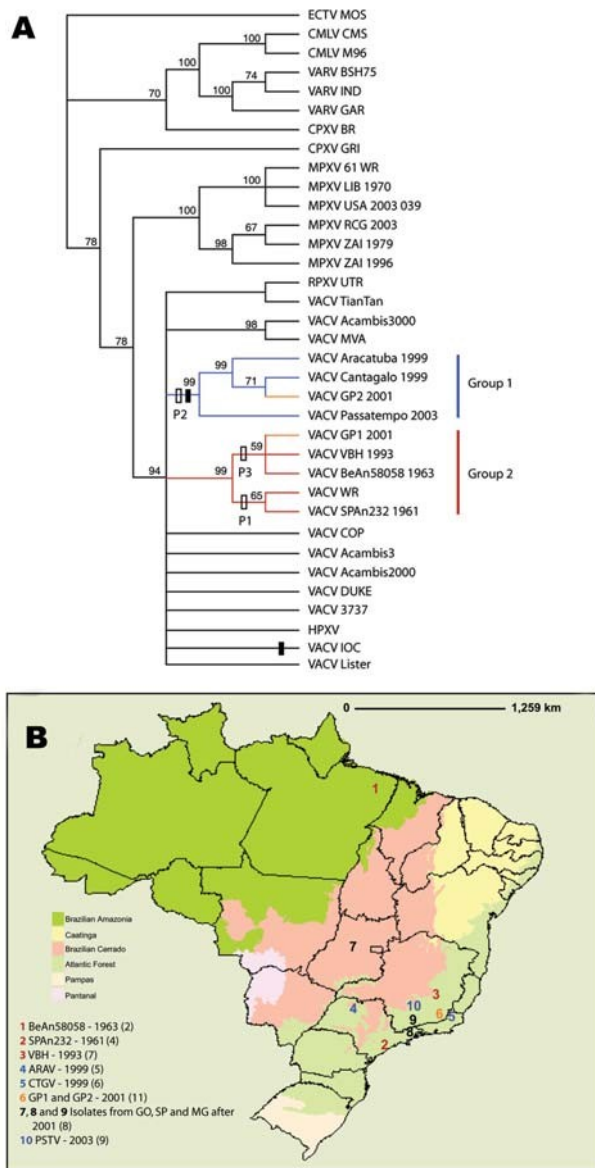 A
ECTV MOS
CMLV CMS
100
CMLV M96
100
VARV BSH75
74
VARV IND
100
VARV GAR
70
CPXV BR
CPXV GRI
MPXV 61 WR
100
MPXV LIB 1970
MPXV USA 2003 039
100
MPXV RCG 2003
67
MPXV ZAI 1979
98
MPXV ZAI 1996
78
RPXV UTR
VACV TianTan
VACV Acambis3000
98
VACV MVA
78
VACV Aracatuba 1999
99
VACV Cantagalo 1999
Group 1
99
71
VACV GP2 2001
P2
VACV Passatempo 2003
VACV GP1 2001
59
VACV VBH 1993
P3
VACV BeAn58058 1963
Group 2
94
99
VACV WR
65
VACV SPAn232 1961
P1
VACV COP
VACV Acambis3
VACV Acambis2000
VACV DUKE
VACV 3737
HPXV
VACV IOC
VACV Lister
B
0 1,259 km
1
7
3
10
4
6
5
9
8
2
Brazilian Amazonia
Caatinga
Brazilian Cerrado
Atlantic Forest
Pampas
Pantanal
1 BeAn58058 - 1963 (2)
2 SPAn232 - 1961 (4)
3 VBH - 1993 (7)
4 ARAV - 1999 (5)
5 CTGV - 1999 (6)
6 GP1 and GP2 - 2001 (11)
7, 8 and 9 Isolates from GO, SP and MG after
2001 (8)
10 PSTV - 2003 (9)